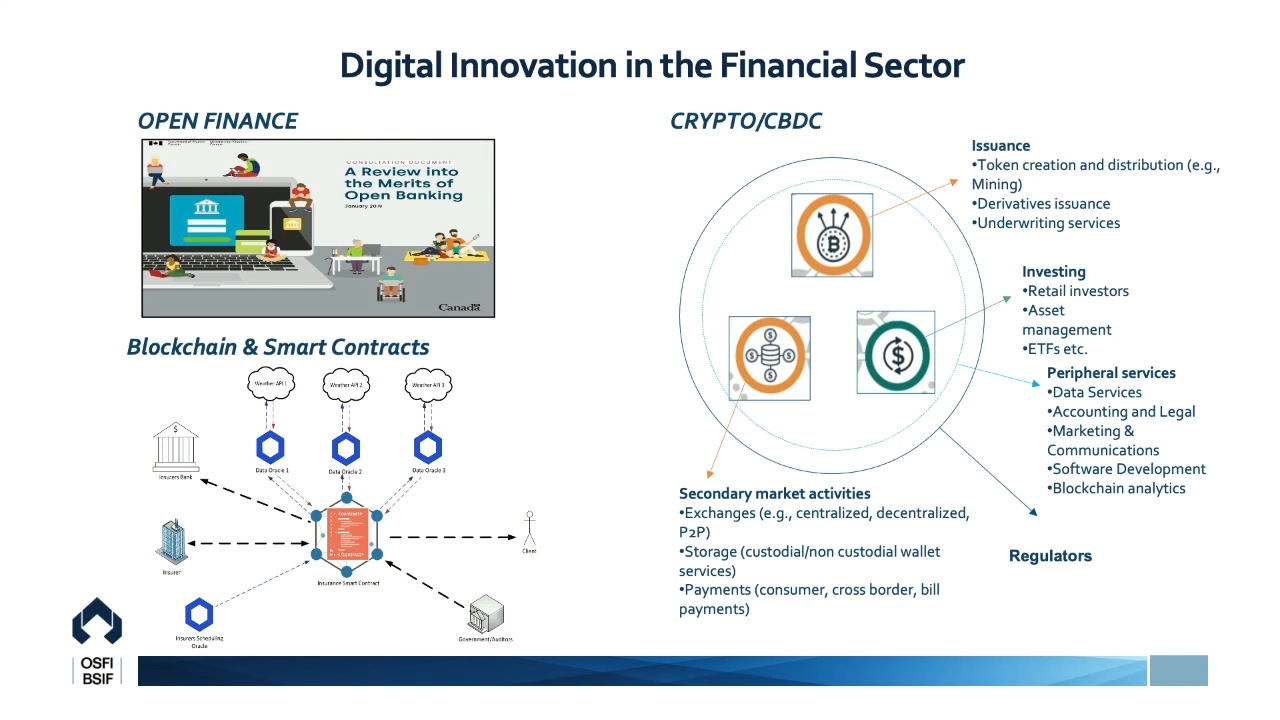 Digital Innovation in the Financial Sector
OPEN FINANCE
CONSULTATION DOCUMENT
A Review into
the Merits of
Open Banking
January 2019
Canada
Blockchain & Smart Contracts
Weather API 1
Weather API 2
Weather API 3
$
Insurers Bank
Data Oracle 1
Data Oracle 2
Data Oracle 3
Insurer
Insurance Smart Contract
Client
Insurers Scheduling
Oracle
Government/Auditors
CRYPTO/CBDC
Issuance
•Token creation and distribution (e.g.,
Mining)
•Derivatives issuance
•Underwriting services
Investing
•Retail investors
•Asset
management
•ETFs etc.
Peripheral services
•Data Services
•Accounting and Legal
•Marketing &
Communications
•Software Development
•Blockchain analytics
Secondary market activities
•Exchanges (e.g., centralized, decentralized,
P2P)
•Storage (custodial/non custodial wallet
services)
•Payments (consumer, cross border, bill
payments)
Regulators
OSFI
BSIF